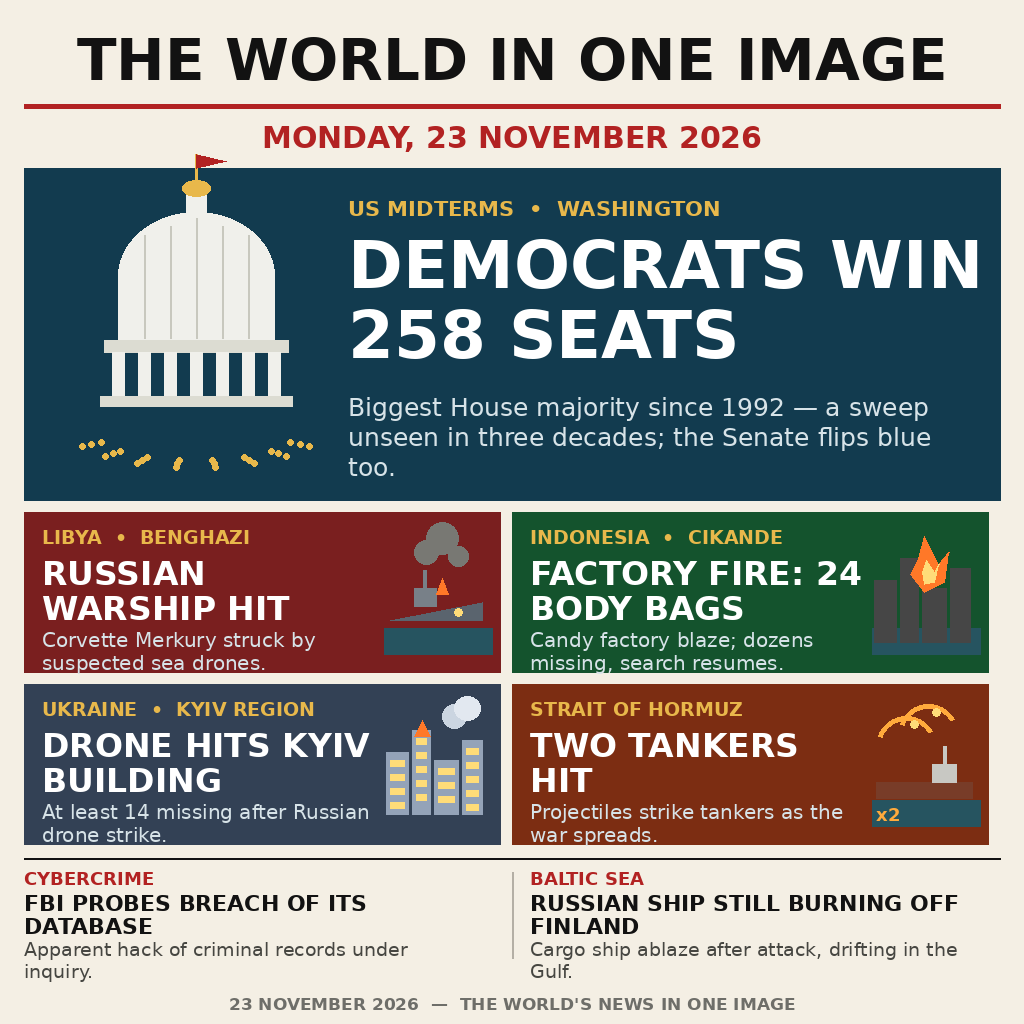 THE WORLD IN ONE IMAGE
MONDAY, 23 NOVEMBER 2026
US MIDTERMS • WASHINGTON
DEMOCRATS WIN
258 SEATS
Biggest House majority since 1992 — a sweep
unseen in three decades; the Senate flips blue
too.
LIBYA • BENGHAZI
RUSSIAN
WARSHIP HIT
Corvette Merkury struck by
suspected sea drones.
INDONESIA • CIKANDE
FACTORY FIRE: 24
BODY BAGS
Candy factory blaze; dozens
missing, search resumes.
UKRAINE • KYIV REGION
DRONE HITS KYIV
BUILDING
At least 14 missing after Russian
drone strike.
STRAIT OF HORMUZ
TWO TANKERS
HIT
Projectiles strike tankers as the
war spreads.
x2
CYBERCRIME
FBI PROBES BREACH OF ITS
DATABASE
Apparent hack of criminal records under
inquiry.
BALTIC SEA
RUSSIAN SHIP STILL BURNING OFF
FINLAND
Cargo ship ablaze after attack, drifting in the
Gulf.
23 NOVEMBER 2026 — THE WORLD'S NEWS IN ONE IMAGE